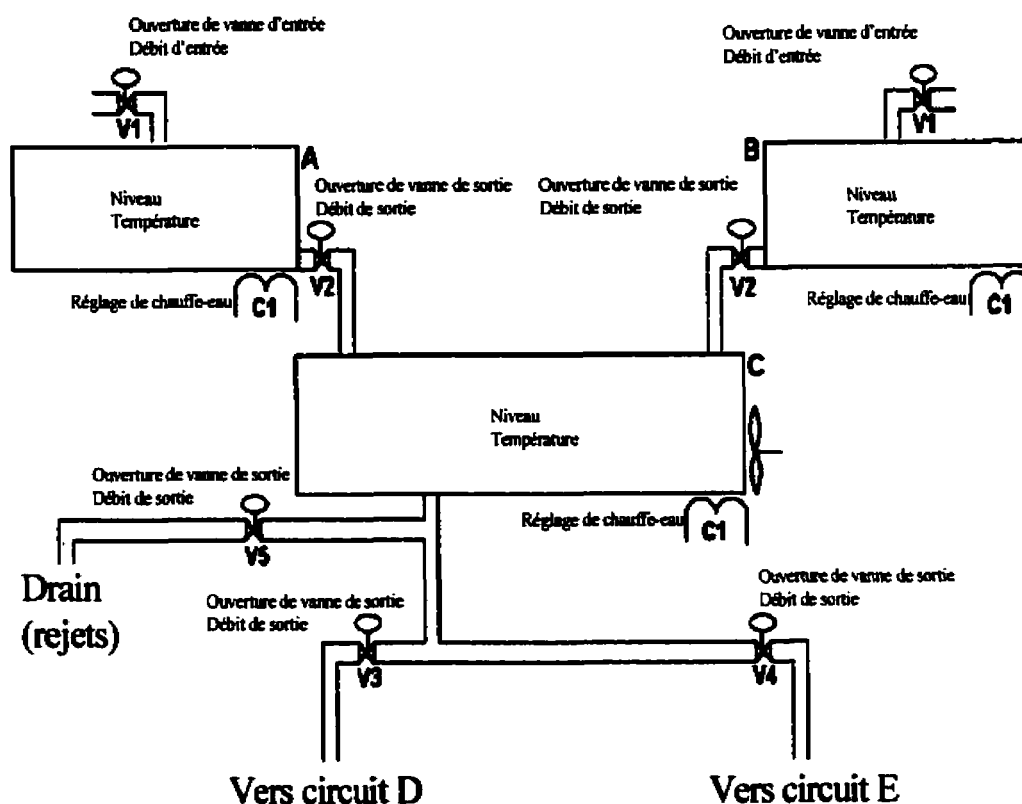 Ouverture de vanne d'entrée
Débit d'entrée
Ouverture de vanne d'entrée
Débit d'entrée
V1
V1
A
B
Niveau
Température
Ouverture de vanne de sortie
Débit de sortie
Ouverture de vanne de sortie
Débit de sortie
Niveau
Température
V2
V2
Réglage de chauffe-eau
C1
Réglage de chauffe-eau
C1
C
Niveau
Température
Ouverture de vanne de sortie
Débit de sortie
Réglage de chauffe-eau
C1
V5
Drain
(rejets)
Ouverture de vanne de sortie
Débit de sortie
Ouverture de vanne de sortie
Débit de sortie
V3
V4
Vers circuit D
Vers circuit E